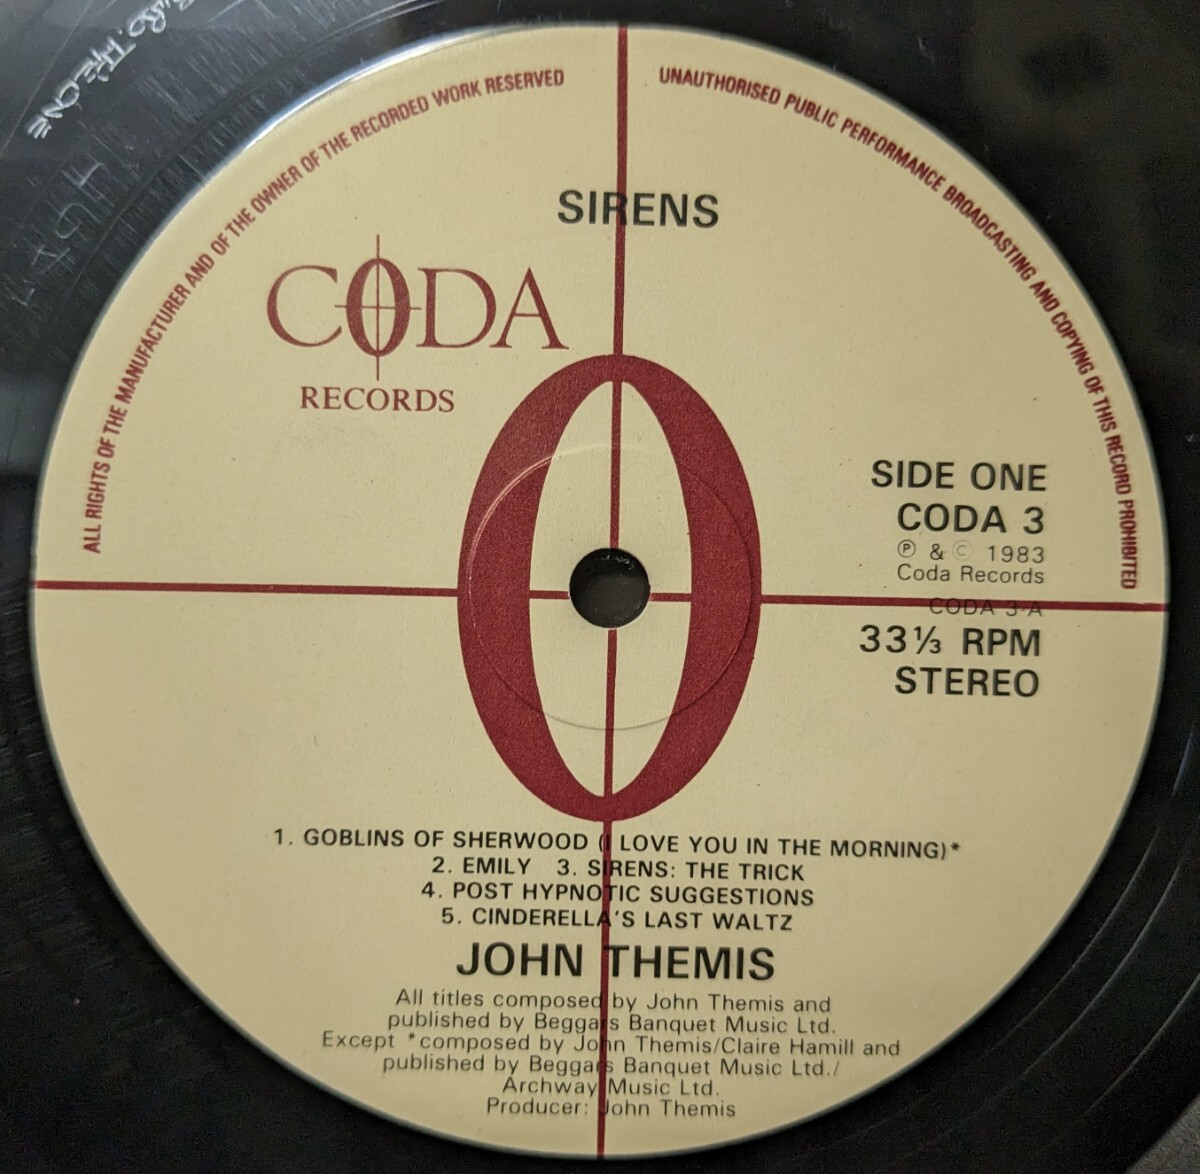 ALL RIGHTS OF THE MANUFACTURER AND OF THE OWNER OF THE RECORDED WORK RESERVED
UNAUTHORISED PUBLIC PERFORMANCE BROADCASTING AND COPYING OF THIS RECORD PROHIBITED
SIRENS
CODA
RECORDS
SIDE ONE
CODA 3
℗ & © 1983
Coda Records
CODA 3-A
33⅓ RPM
STEREO
1. GOBLINS OF SHERWOOD (I LOVE YOU IN THE MORNING)*
2. EMILY 3. SIRENS: THE TRICK
4. POST HYPNOTIC SUGGESTIONS
5. CINDERELLA'S LAST WALTZ
JOHN THEMIS
All titles composed by John Themis and
published by Beggars Banquet Music Ltd.
Except *composed by John Themis/Claire Hamill and
published by Beggars Banquet Music Ltd./
Archway Music Ltd.
Producer: John Themis